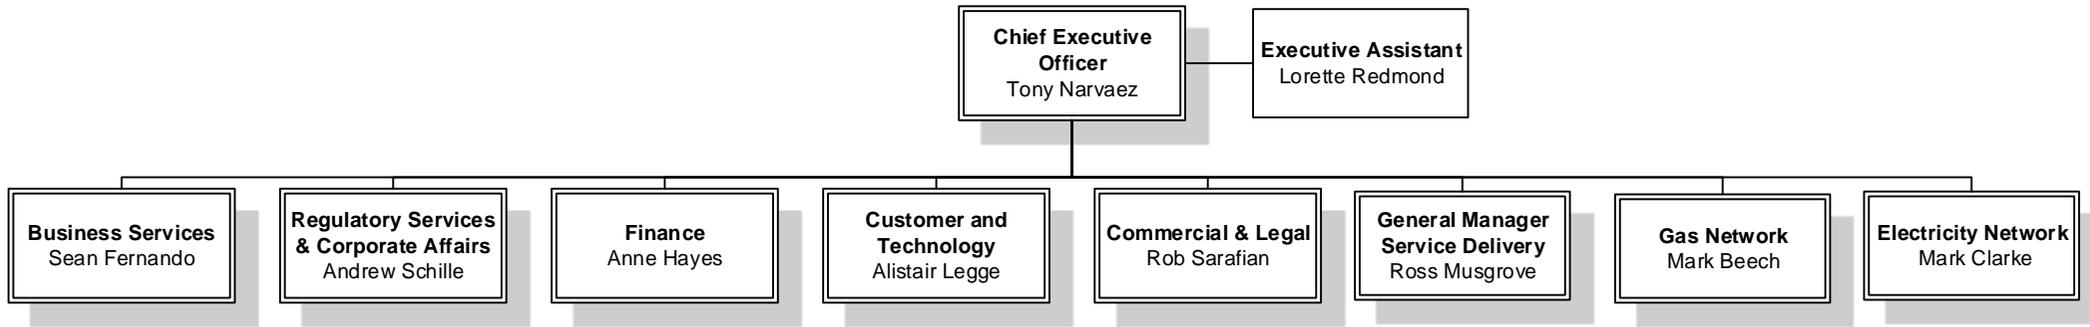 Chief Executive
Officer
Tony Narvaez
Executive Assistant
Lorette Redmond
Business Services
Sean Fernando
Regulatory Services
& Corporate Affairs
Andrew Schille
Finance
Anne Hayes
Customer and
Technology
Alistair Legge
Commercial & Legal
Rob Sarafian
General Manager
Service Delivery
Ross Musgrove
Gas Network
Mark Beech
Electricity Network
Mark Clarke